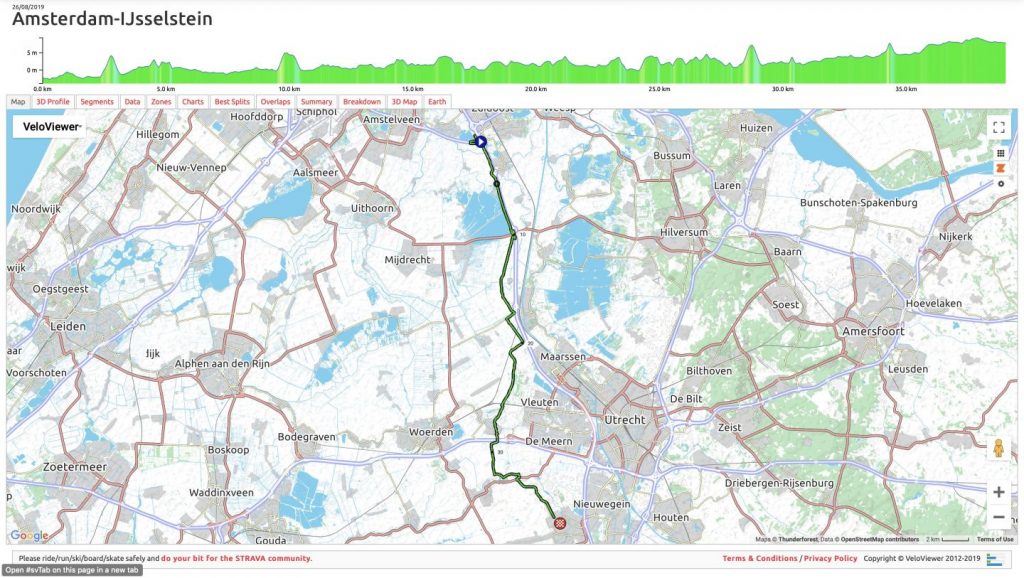 26/08/2019
Amsterdam-IJsselstein
5 m
0 m
0.0 km 5.0 km 10.0 km 15.0 km 20.0 km 25.0 km 30.0 km 35.0 km
Map 3D Profile Segments Data Zones Charts Best Splits Overlaps Summary Breakdown 3D Map Earth
VeloViewer
Hoofddorp
Schiphol
Amstelveen
Zuidoost
Weesp
Hillegom
Huizen
Bussum
Nieuw-Vennep
Aalsmeer
Laren
Bunschoten-Spakenburg
Noordwijk
Uithoorn
Hilversum
10
Nijkerk
Mijdrecht
Baarn
wijk
Oegstgeest
Soest
Hoevelaken
Leiden
Amersfoort
20
aar
Jijk
Maarssen
Alphen aan den Rijn
Voorschoten
Bilthoven
Leusden
Vleuten
De Bilt
Utrecht
Zeist
Bodegraven
Woerden
De Meern
Boskoop
30
Zoetermeer
Driebergen-Rijsenburg
Waddinxveen
Nieuwegein
Houten
Gouda
Google
Maps © Thunderforest, Data © OpenStreetMap contributors 2 km Terms of Use
Please ride/run/ski/board/skate safely and do your bit for the STRAVA community.
Terms & Conditions / Privacy Policy Copyright © VeloViewer 2012-2019
Open #svTab on this page in a new tab